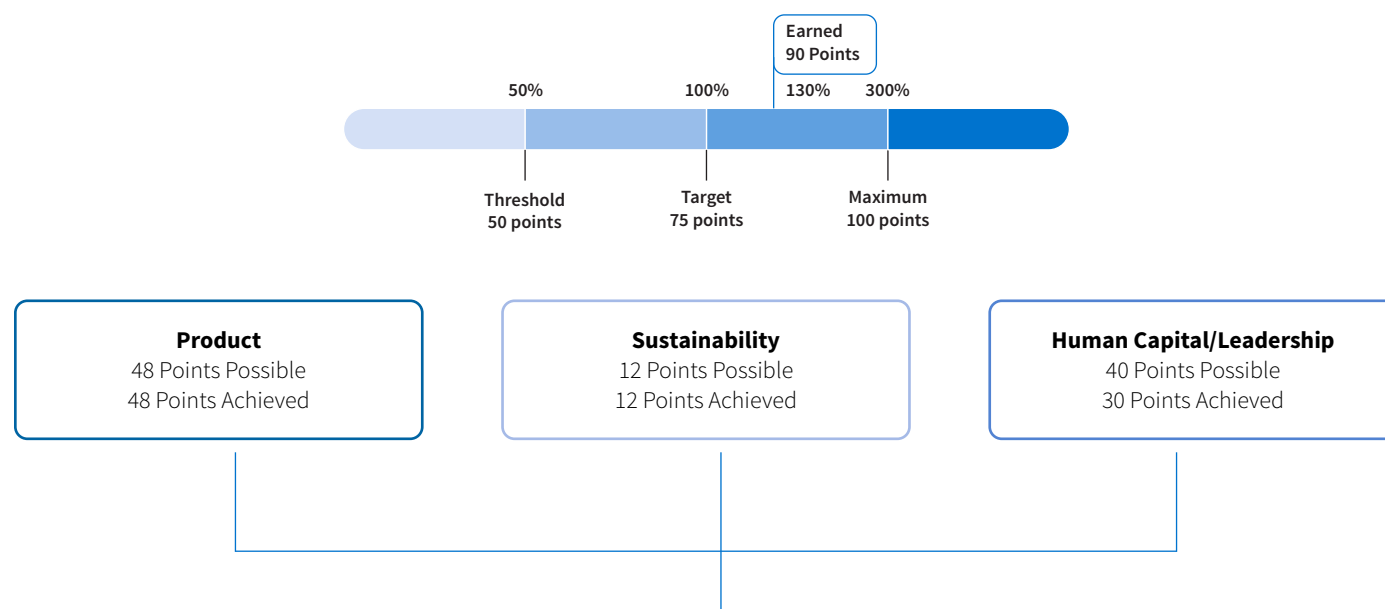 Earned
90 Points
50%
100%
130%
300%
Threshold
50 points
Target
75 points
Maximum
100 points
Product
48 Points Possible
48 Points Achieved
Sustainability
12 Points Possible
12 Points Achieved
Human Capital/Leadership
40 Points Possible
30 Points Achieved